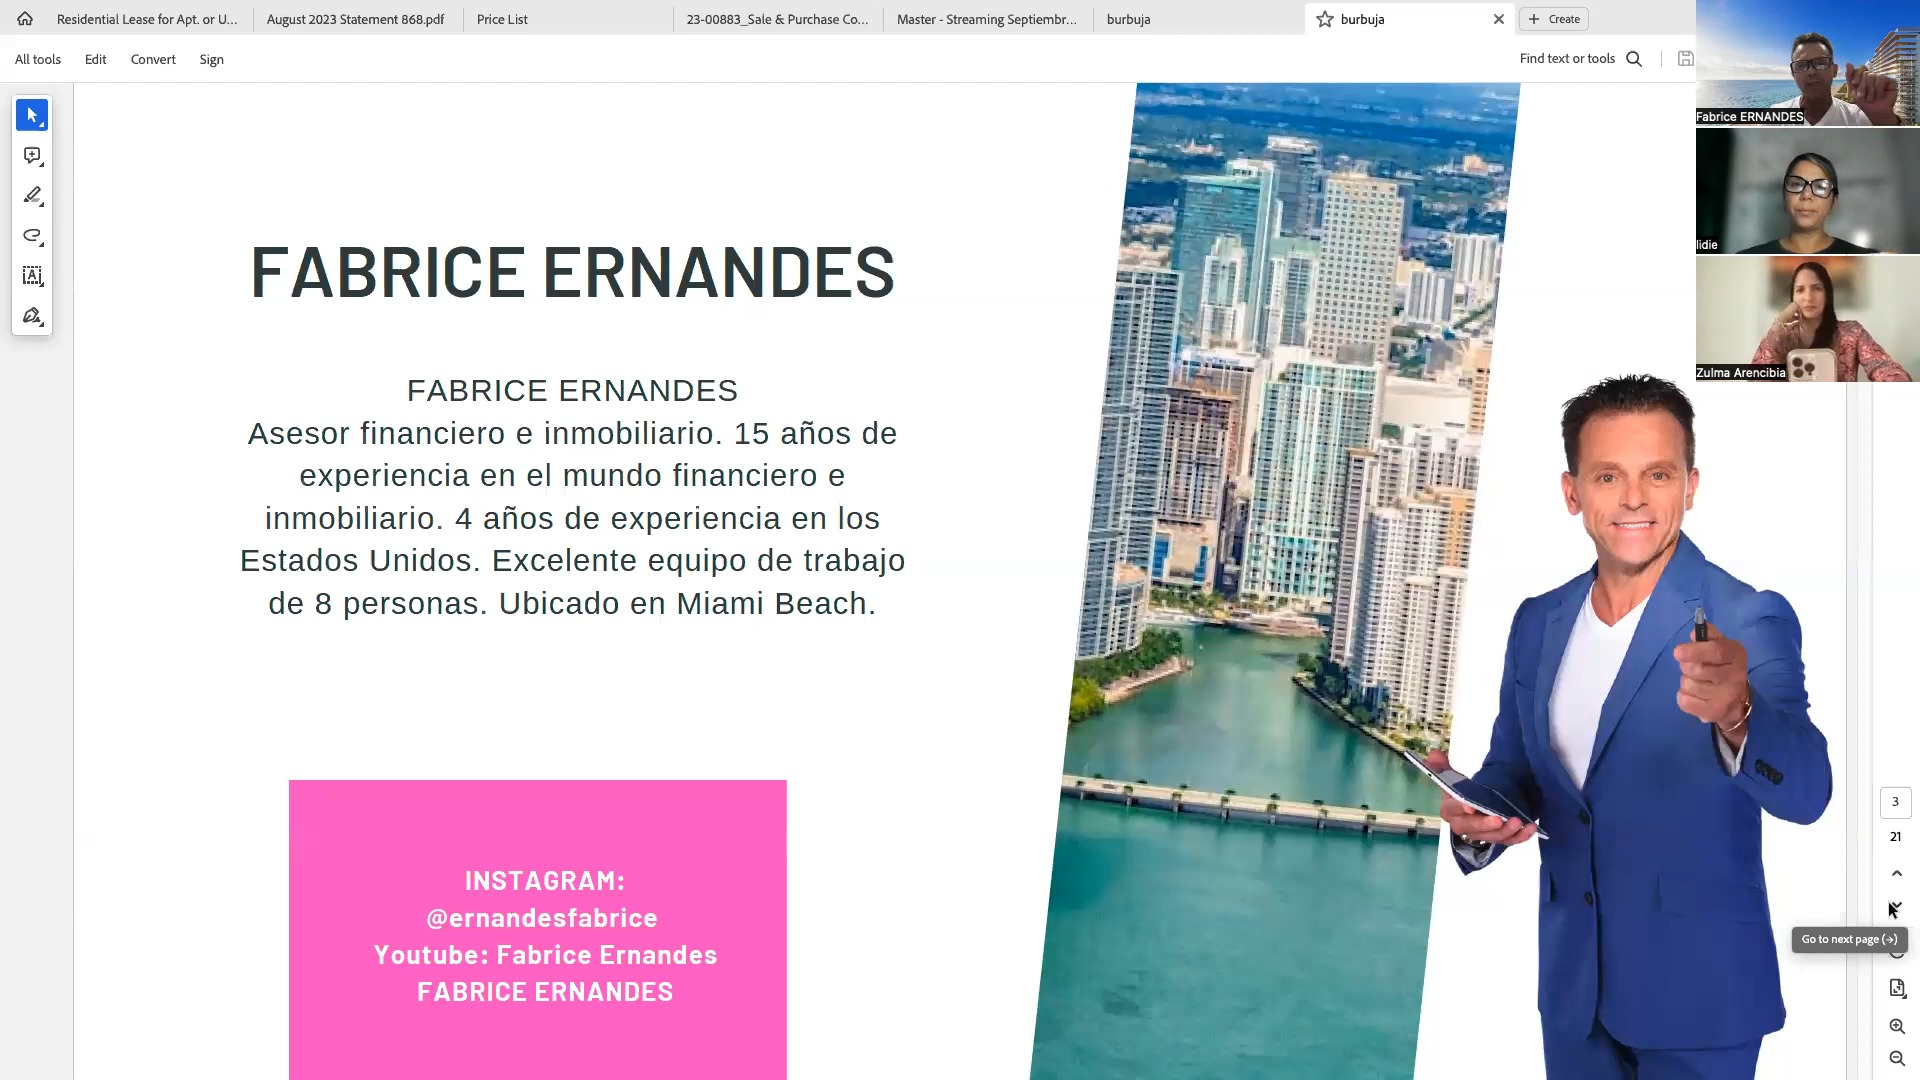 Residential Lease for Apt. or U...
August 2023 Statement 868.pdf
Price List
23-00883_Sale & Purchase Co...
Master - Streaming Septiembr...
burbuja
burbuja
Create
All tools
Edit
Convert
Sign
Find text or tools
Fabrice ERNANDES
lidie
Zulma Arencibia
FABRICE ERNANDES
FABRICE ERNANDES
Asesor financiero e inmobiliario. 15 años de
experiencia en el mundo financiero e
inmobiliario. 4 años de experiencia en los
Estados Unidos. Excelente equipo de trabajo
de 8 personas. Ubicado en Miami Beach.
INSTAGRAM:
@ernandesfabrice
Youtube: Fabrice Ernandes
FABRICE ERNANDES
3
21
Go to next page (→)